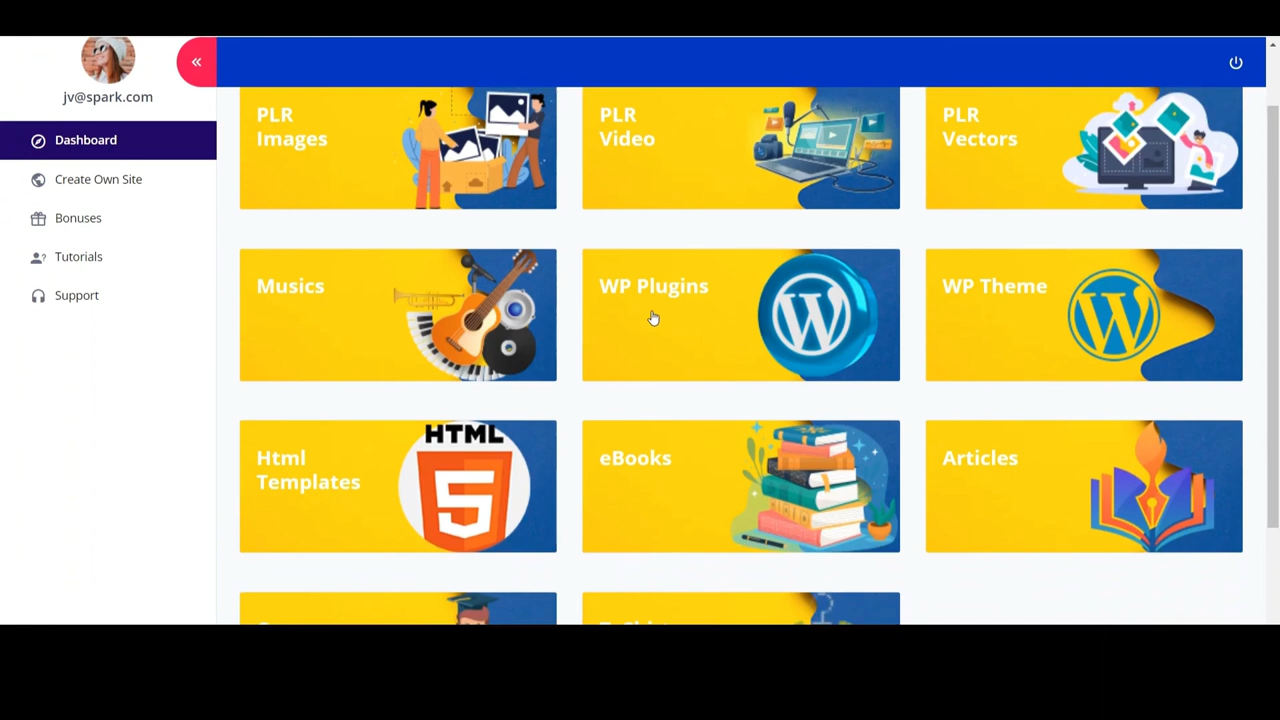 jv@spark.com
Dashboard
Create Own Site
Bonuses
Tutorials
Support
PLR
Images
PLR
Video
PLR
Vectors
Musics
WP Plugins
WP Theme
HTML
Html
Templates
eBooks
Articles